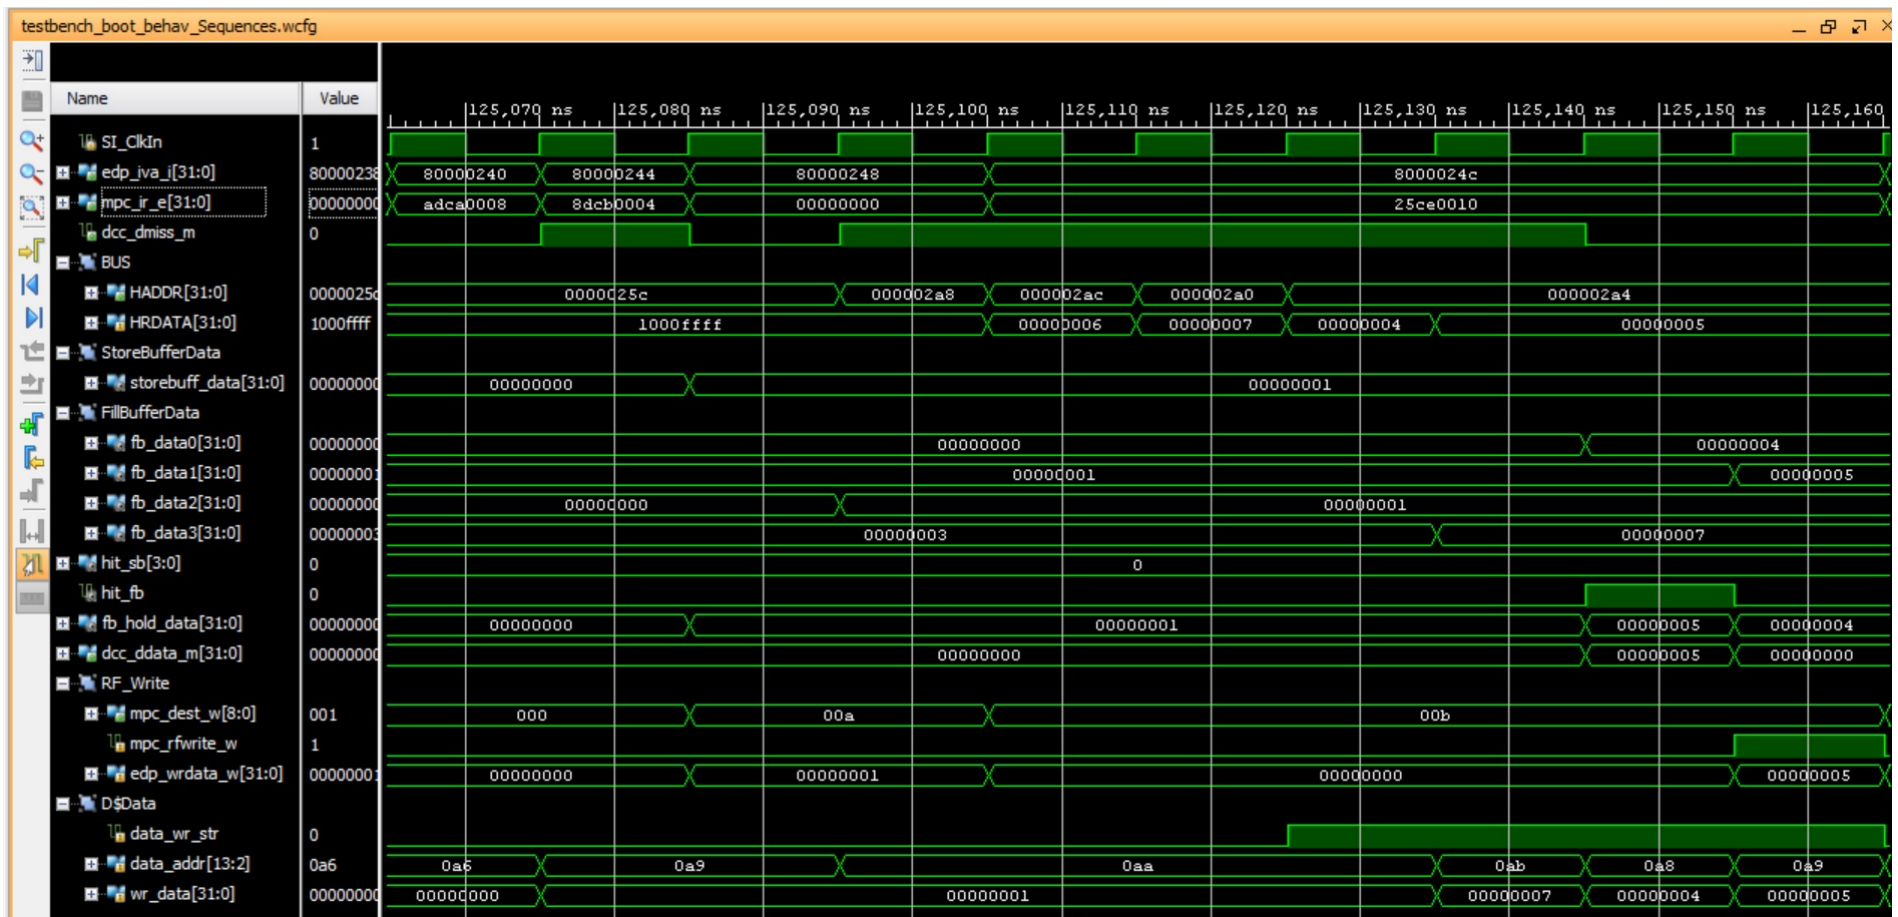 testbench_boot_behav_Sequences.wcfg
Name Value 125,070 ns 125,080 ns 125,090 ns 125,100 ns 125,110 ns 125,120 ns 125,130 ns 125,140 ns 125,150 ns 125,160
SI_ClkIn 1
edp_iva_i[31:0] 80000238 80000240 80000244 80000248 8000024c
mpc_ir_e[31:0] 00000000 adca0008 8dcb0004 00000000 25ce0010
dcc_dmiss_m 0
BUS
HADDR[31:0] 0000025c 0000025c 000002a8 000002ac 000002a0 000002a4
HRDATA[31:0] 1000ffff 1000ffff 00000006 00000007 00000004 00000005
StoreBufferData
storebuff_data[31:0] 00000000 00000000 00000001
FillBufferData
fb_data0[31:0] 00000000 00000000 00000004
fb_data1[31:0] 00000001 00000001 00000005
fb_data2[31:0] 00000000 00000000 00000001
fb_data3[31:0] 00000003 00000003 00000007
hit_sb[3:0] 0 0
hit_fb 0
fb_hold_data[31:0] 00000000 00000000 00000001 00000005 00000004
dcc_ddata_m[31:0] 00000000 00000000 00000005 00000000
RF_Write
mpc_dest_w[8:0] 001 000 00a 00b
mpc_rfwrite_w 1
edp_wrdata_w[31:0] 00000001 00000000 00000001 00000000 00000005
D$Data
data_wr_str 0
data_addr[13:2] 0a6 0a6 0a9 0aa 0ab 0a8 0a9
wr_data[31:0] 00000000 00000000 00000001 00000007 00000004 00000005